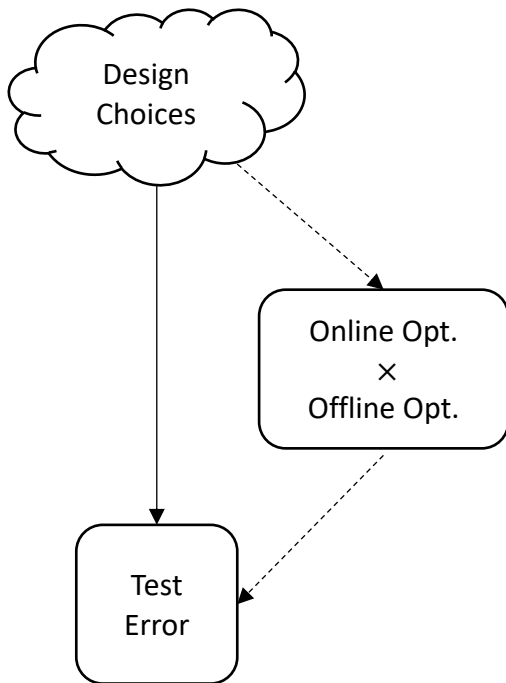 Design
Choices
Online Opt.
×
Offline Opt.
Test
Error